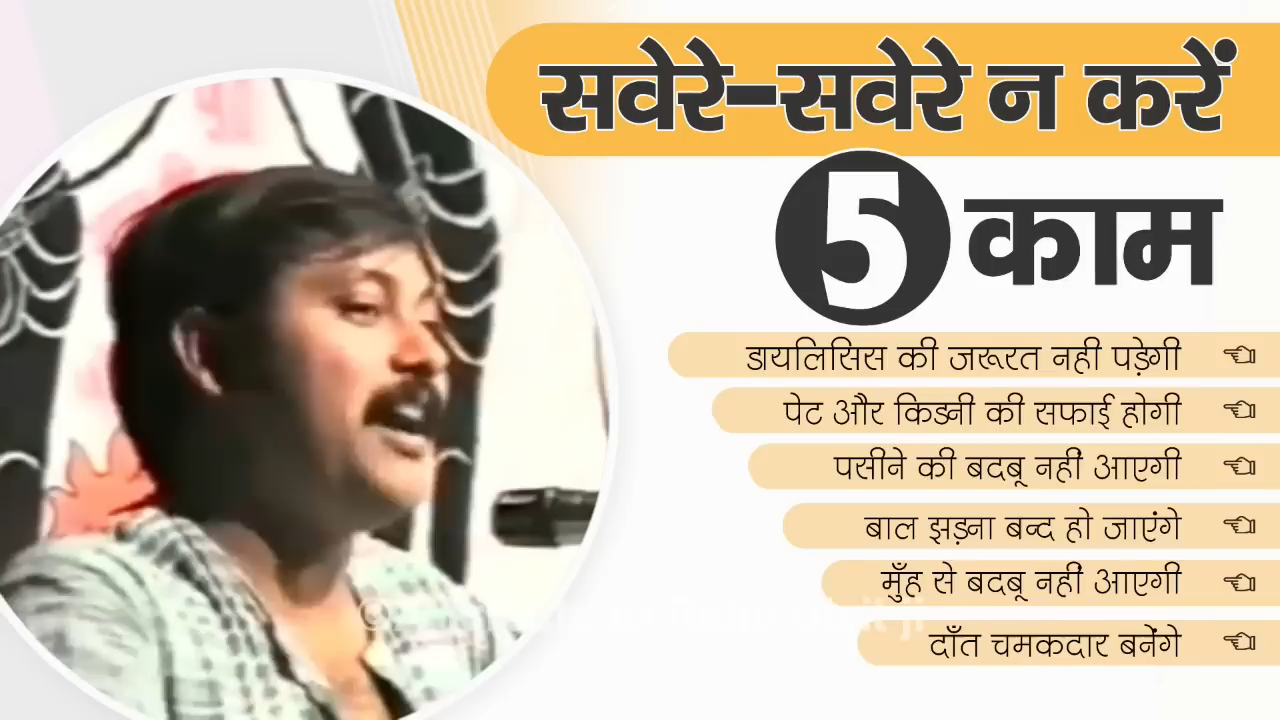 सवेरे-सवेरे न करें
5 काम
डायलिसिस की जरूरत नही पड़ेगी
पेट और किडनी की सफाई होगी
पसीने की बदबू नहीं आएगी
बाल झड़ना बन्द हो जाएंगे
मुँह से बदबू नहीं आएगी
दाँत चमकदार बनेंगे